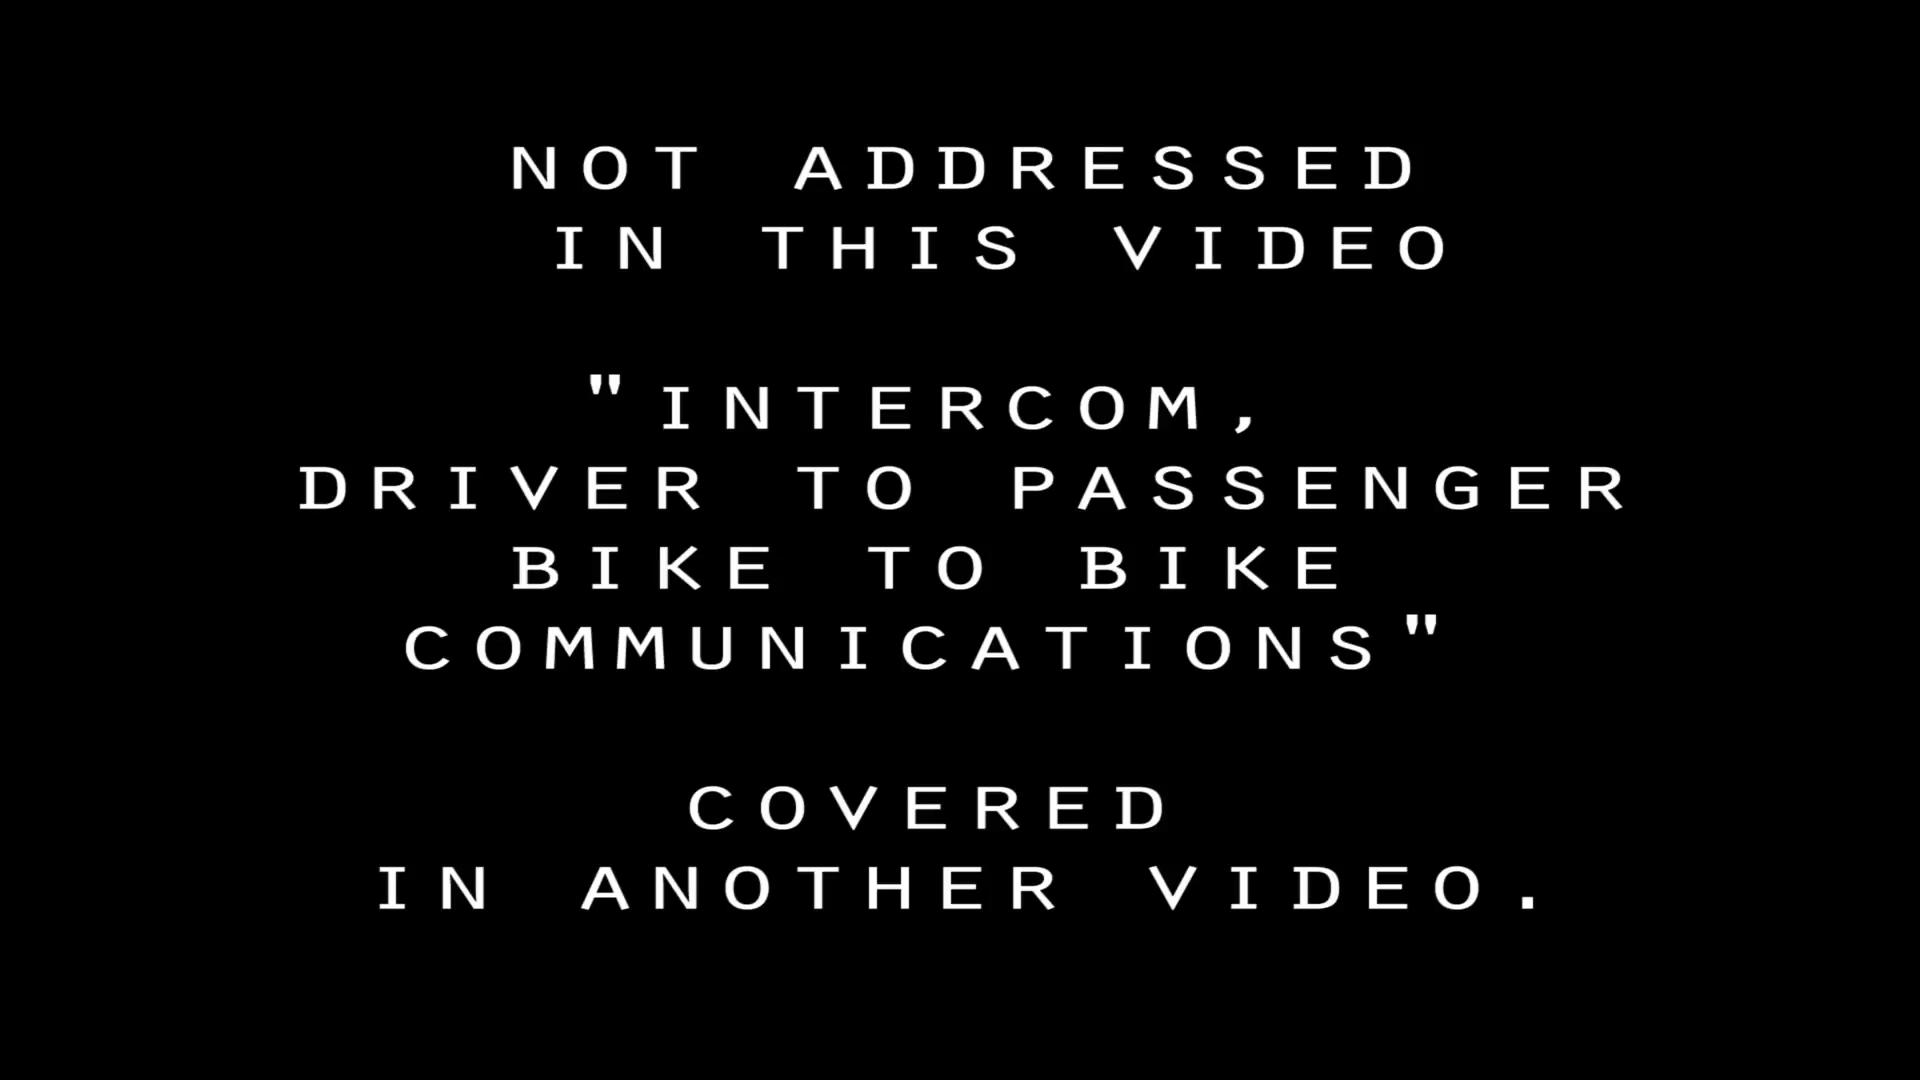 NOT ADDRESSED
IN THIS VIDEO
"INTERCOM,
DRIVER TO PASSENGER
BIKE TO BIKE
COMMUNICATIONS"
COVERED
IN ANOTHER VIDEO.